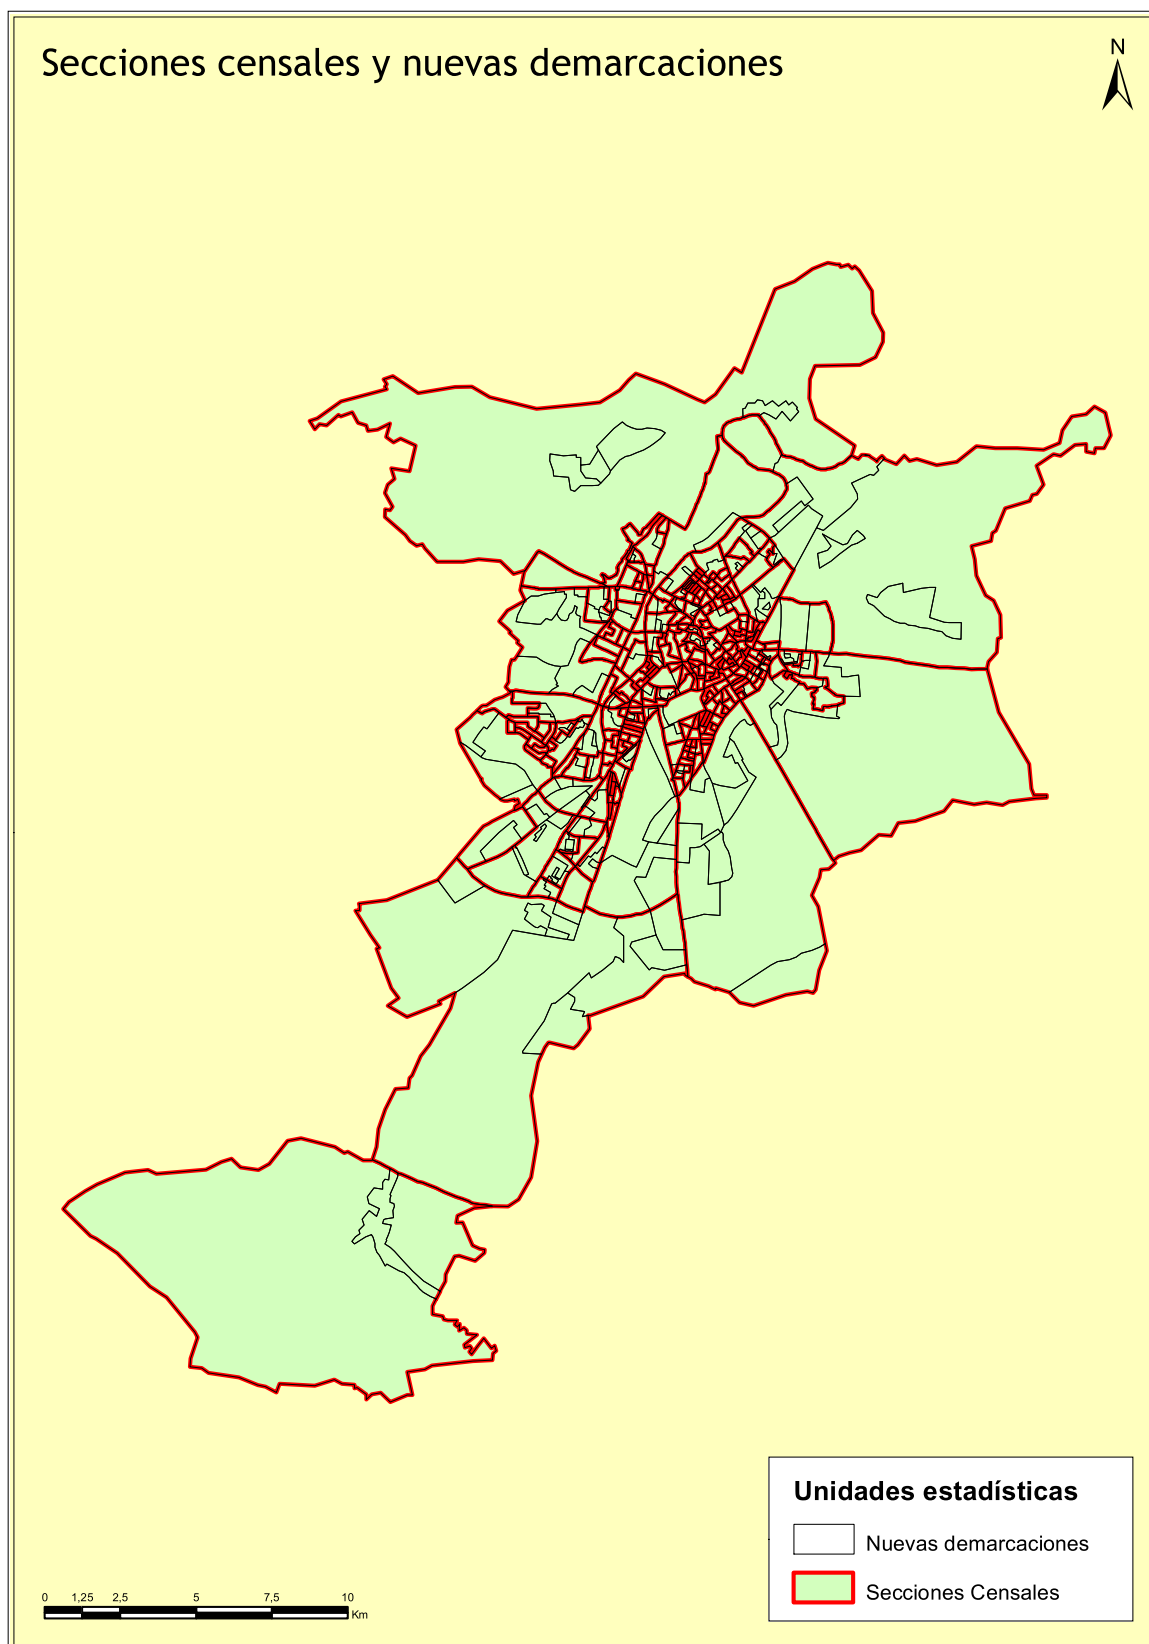 Secciones censales y nuevas demarcaciones
N
Unidades estadísticas
Nuevas demarcaciones
Secciones Censales
0 1,25 2,5 5 7,5 10
Km